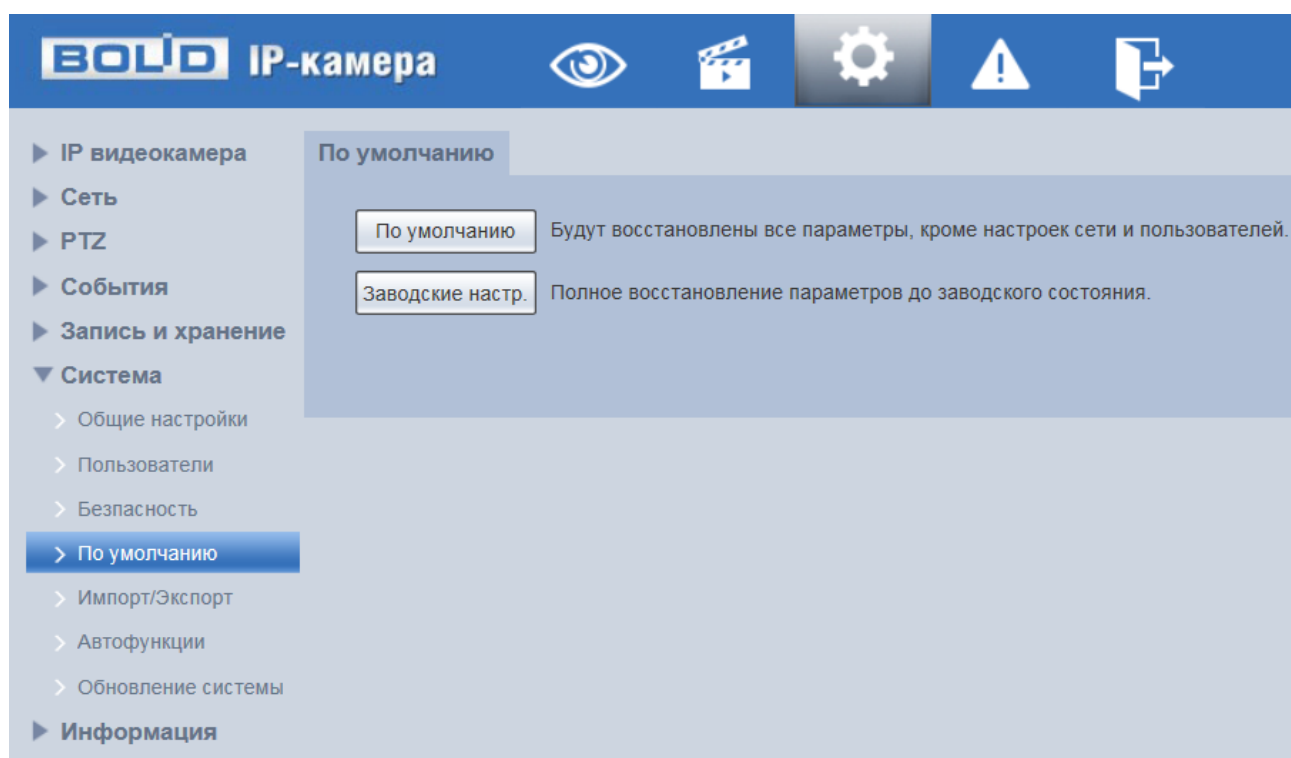 BOLID IP-камера
IP видеокамера
Сеть
PTZ
События
Запись и хранение
Система
Общие настройки
Пользователи
Безпасность
По умолчанию
Импорт/Экспорт
Автофункции
Обновление системы
Информация
По умолчанию
По умолчанию Будут восстановлены все параметры, кроме настроек сети и пользователей.
Заводские настр. Полное восстановление параметров до заводского состояния.